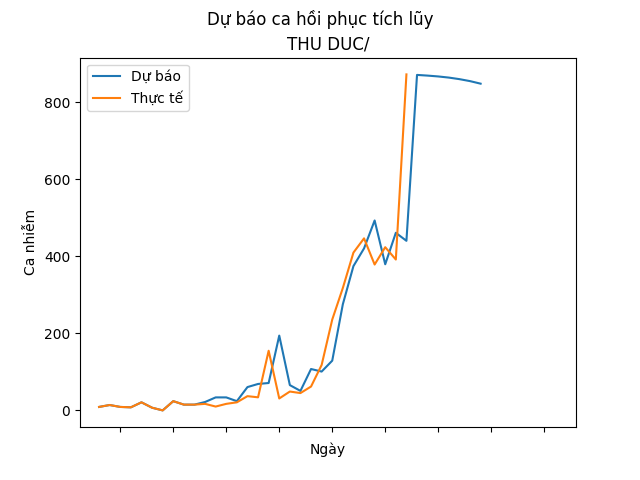 Dự báo ca hồi phục tích lũy
THU DUC/
Dự báo
Thực tế
800
600
400
200
0
Ca nhiễm
Ngày